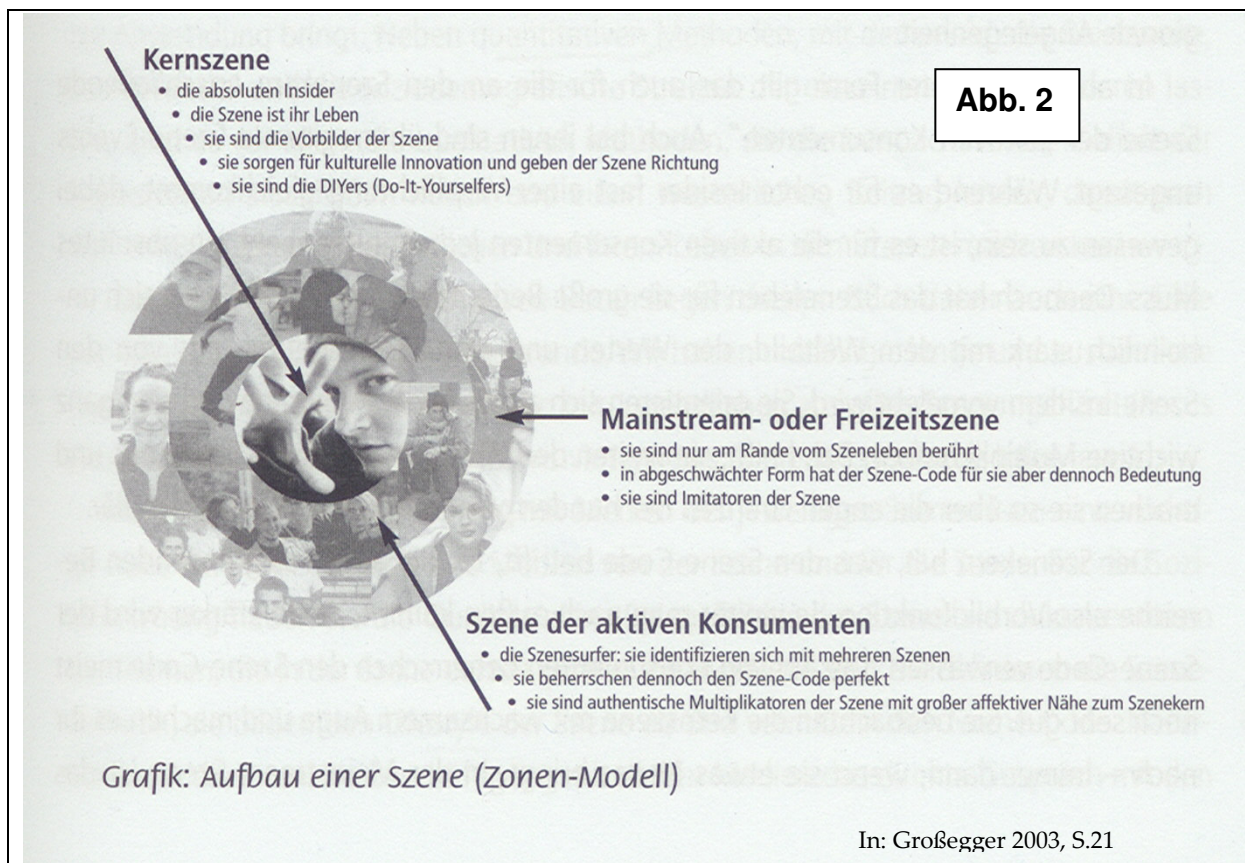 Kernszene
• die absoluten Insider
• die Szene ist ihr Leben
• sie sind die Vorbilder der Szene
• sie sorgen für kulturelle Innovation und geben der Szene Richtung
• sie sind die DIYers (Do-It-Yourselfers)
Abb. 2
Mainstream- oder Freizeitszene
• sie sind nur am Rande vom Szeneleben berührt
• in abgeschwächter Form hat der Szene-Code für sie aber dennoch Bedeutung
• sie sind Imitatoren der Szene
Szene der aktiven Konsumenten
• die Szenesurfer: sie identifizieren sich mit mehreren Szenen
• sie beherrschen dennoch den Szene-Code perfekt
• sie sind authentische Multiplikatoren der Szene mit großer affektiver Nähe zum Szenekern
Grafik: Aufbau einer Szene (Zonen-Modell)
In: Großegger 2003, S.21